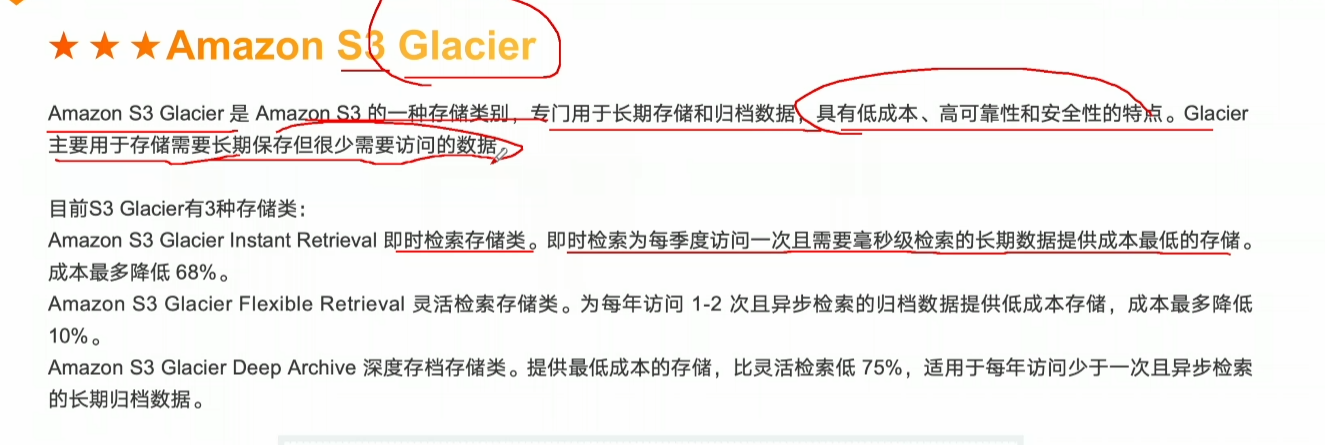 ★★★Amazon S3 Glacier
Amazon S3 Glacier 是 Amazon S3 的一种存储类别，专门用于长期存储和归档数据，具有低成本、高可靠性和安全性的特点。Glacier
主要用于存储需要长期保存但很少需要访问的数据。
目前S3 Glacier有3种存储类：
Amazon S3 Glacier Instant Retrieval 即时检索存储类。即时检索为每季度访问一次且需要毫秒级检索的长期数据提供成本最低的存储。
成本最多降低 68%。
Amazon S3 Glacier Flexible Retrieval 灵活检索存储类。为每年访问 1-2 次且异步检索的归档数据提供低成本存储，成本最多降低
10%。
Amazon S3 Glacier Deep Archive 深度存档存储类。提供最低成本的存储，比灵活检索低 75%，适用于每年访问少于一次且异步检索
的长期归档数据。